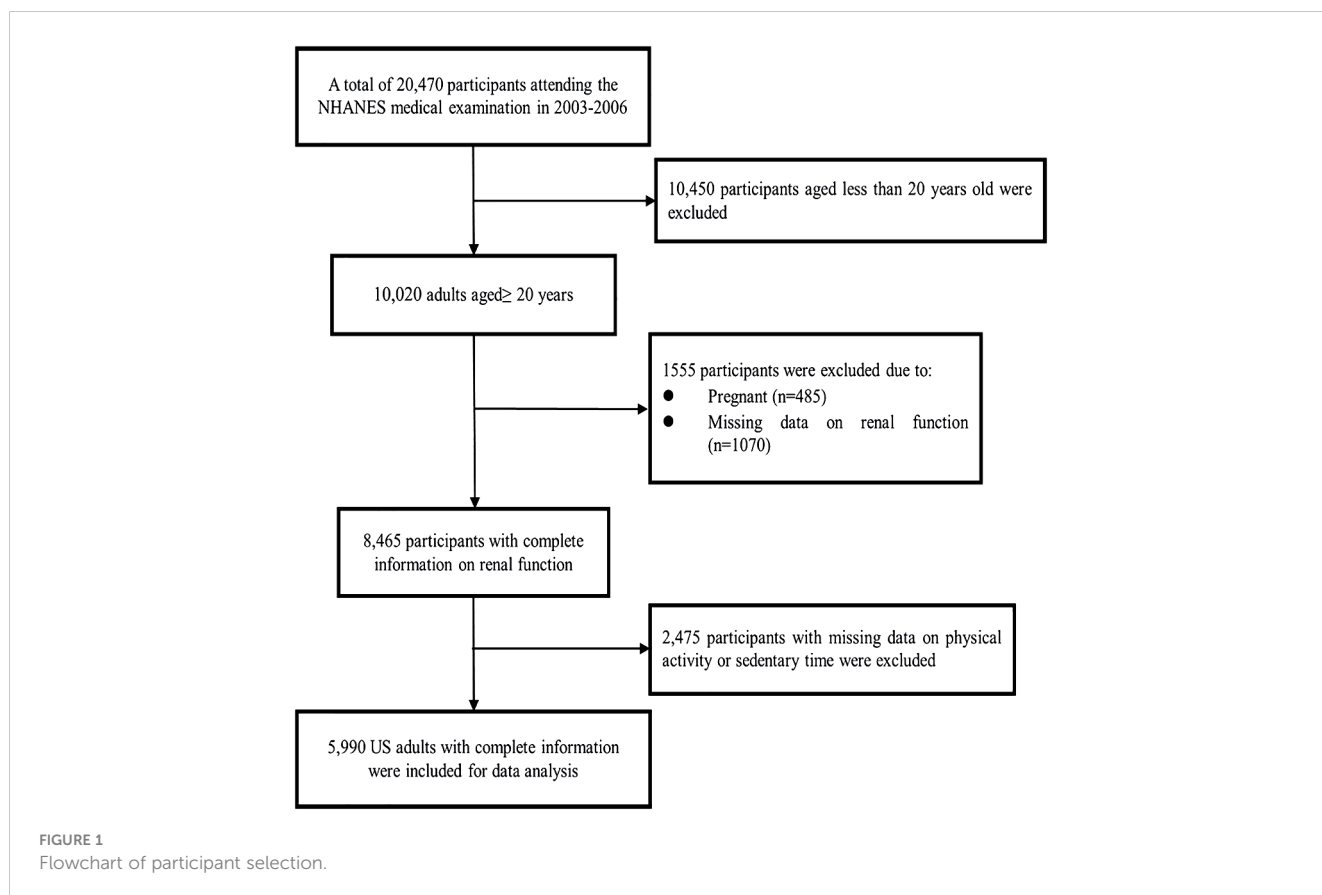 A total of 20,470 participants attending the
NHANES medical examination in 2003-2006
10,450 participants aged less than 20 years old were
excluded
10,020 adults aged≥ 20 years
1555 participants were excluded due to:
● Pregnant (n=485)
● Missing data on renal function
(n=1070)
8,465 participants with complete
information on renal function
2,475 participants with missing data on physical
activity or sedentary time were excluded
5,990 US adults with complete information
were included for data analysis
FIGURE 1
Flowchart of participant selection.